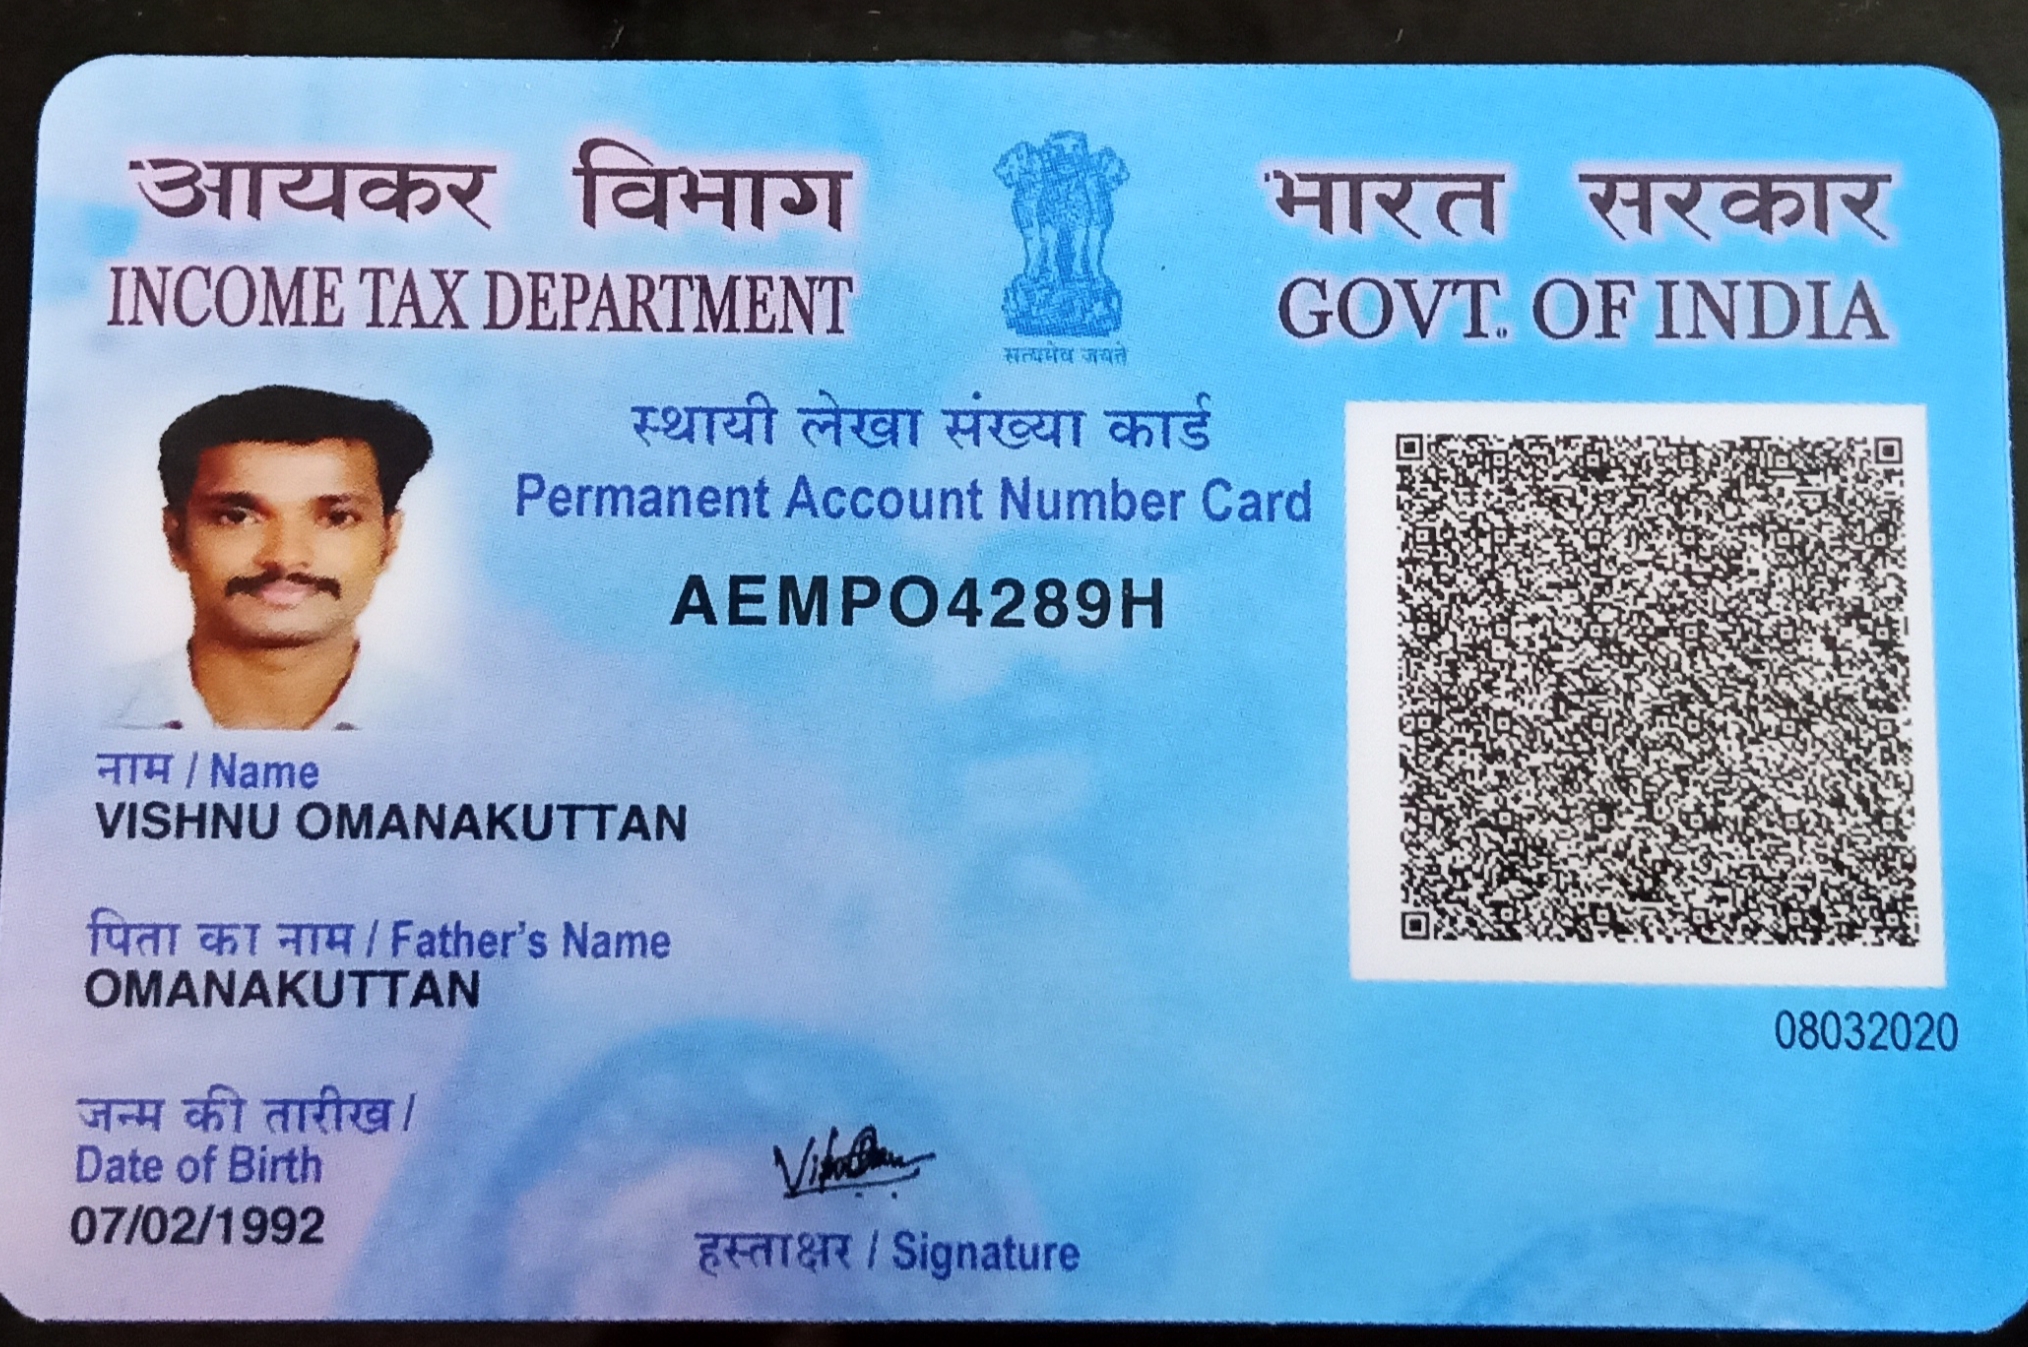 आयकर विभाग
INCOME TAX DEPARTMENT
भारत सरकार
GOVT. OF INDIA
सत्यमेव जयते
स्थायी लेखा संख्या कार्ड
Permanent Account Number Card
AEMPO4289H
नाम / Name
VISHNU OMANAKUTTAN
पिता का नाम / Father's Name
OMANAKUTTAN
08032020
जन्म की तारीख /
Date of Birth
07/02/1992
हस्ताक्षर / Signature